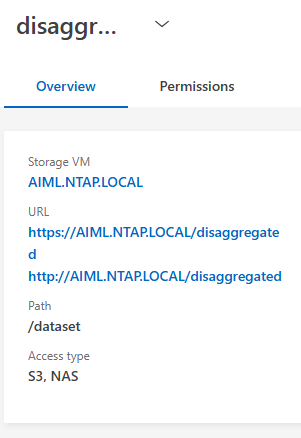 disaggr...
Overview Permissions
Storage VM
AIML.NTAP.LOCAL
URL
https://AIML.NTAP.LOCAL/disaggregate
d
http://AIML.NTAP.LOCAL/disaggregated
Path
/dataset
Access type
S3, NAS